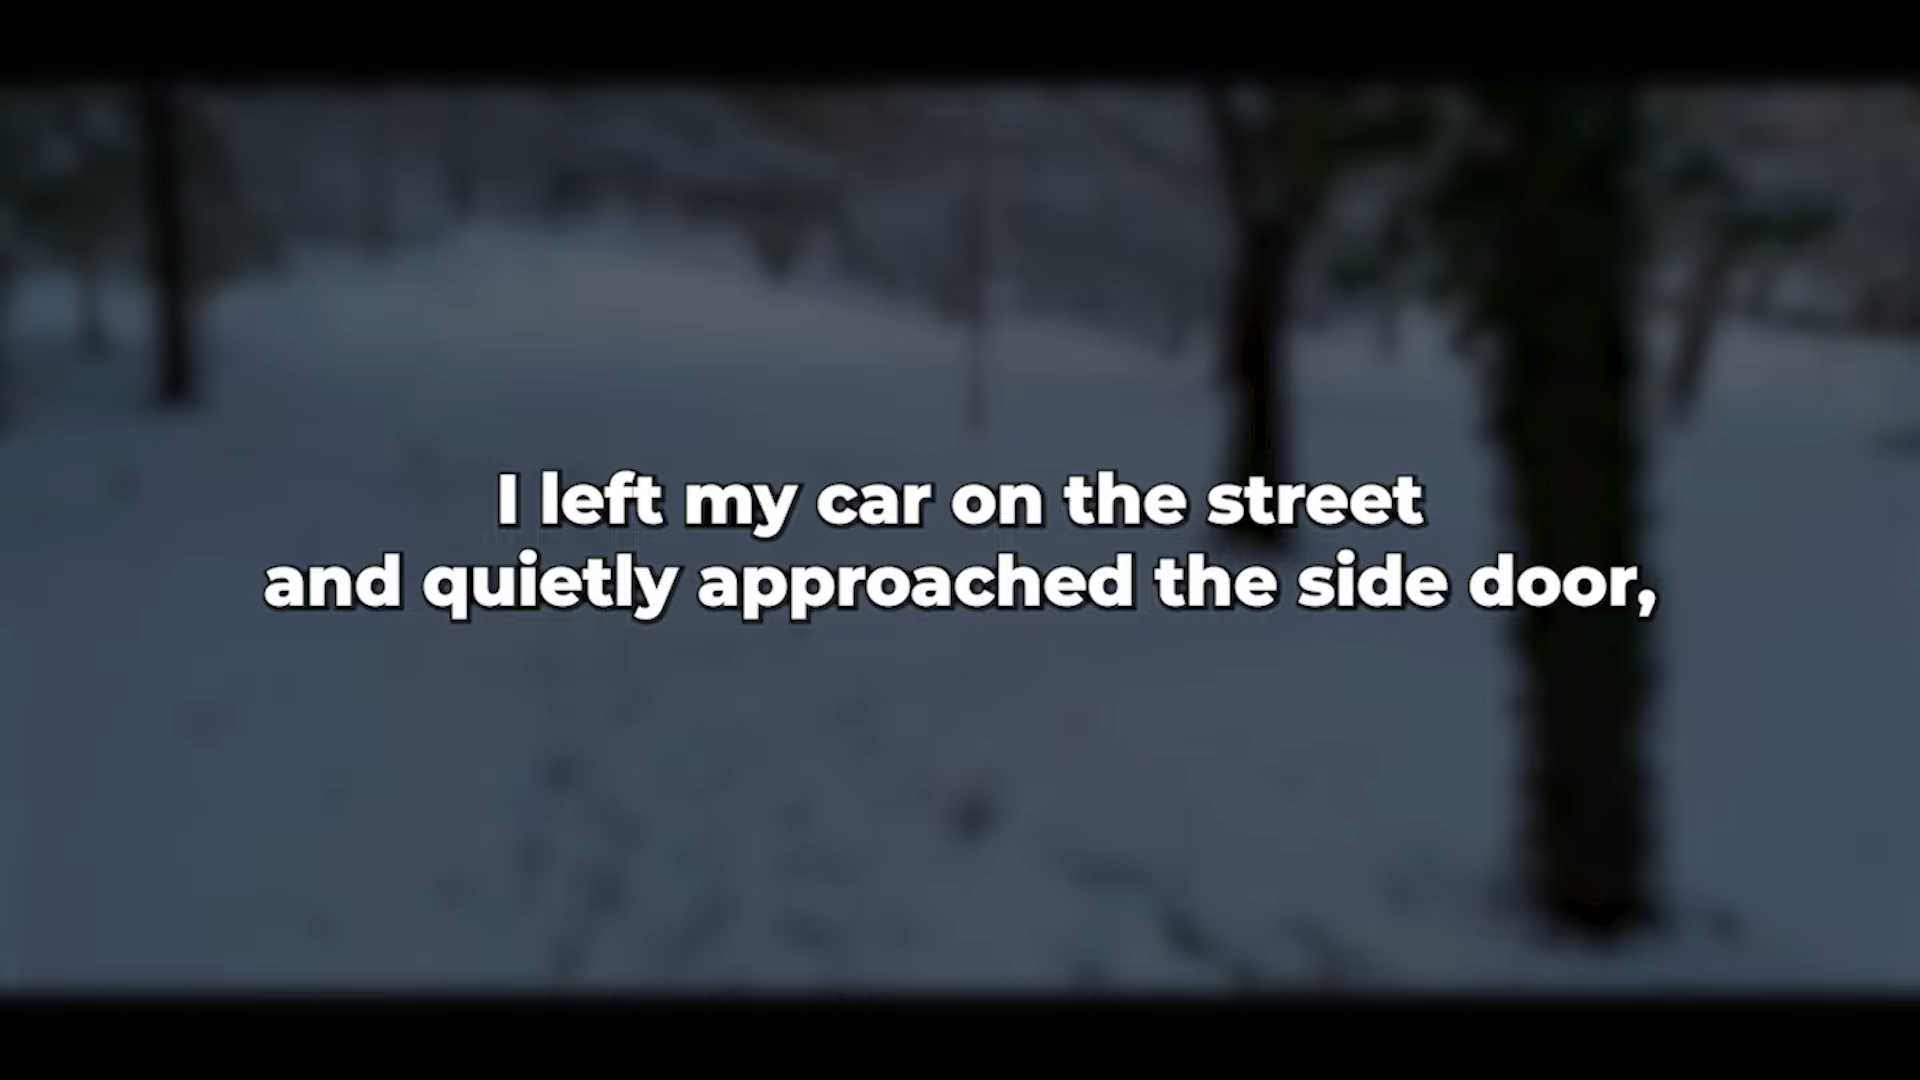 I left my car on the street
and quietly approached the side door,